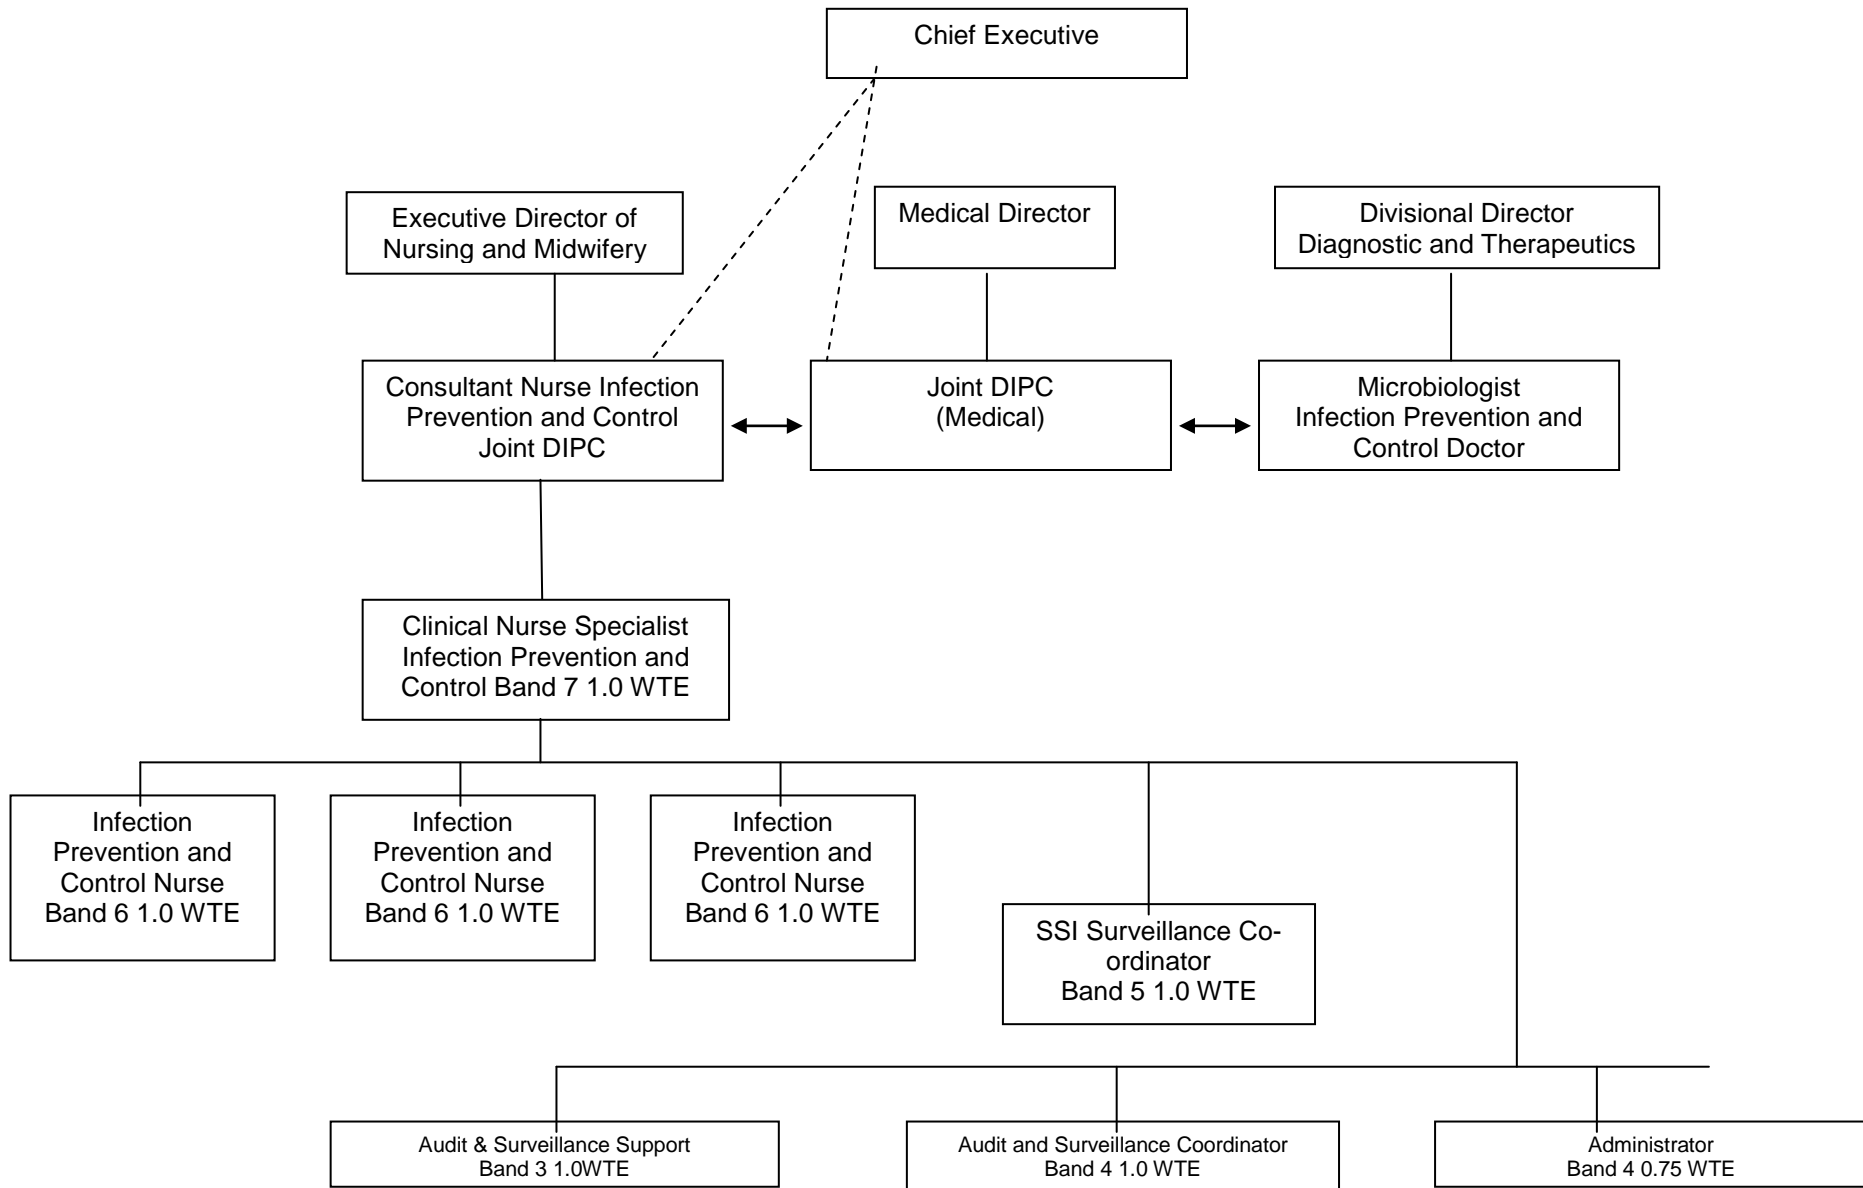 Chief Executive
Executive Director of
Nursing and Midwifery
Medical Director
Divisional Director
Diagnostic and Therapeutics
Consultant Nurse Infection
Prevention and Control
Joint DIPC
Joint DIPC
(Medical)
Microbiologist
Infection Prevention and
Control Doctor
Clinical Nurse Specialist
Infection Prevention and
Control Band 7 1.0 WTE
Infection
Prevention and
Control Nurse
Band 6 1.0 WTE
Infection
Prevention and
Control Nurse
Band 6 1.0 WTE
Infection
Prevention and
Control Nurse
Band 6 1.0 WTE
SSI Surveillance Co-
ordinator
Band 5 1.0 WTE
Audit & Surveillance Support
Band 3 1.0WTE
Audit and Surveillance Coordinator
Band 4 1.0 WTE
Administrator
Band 4 0.75 WTE